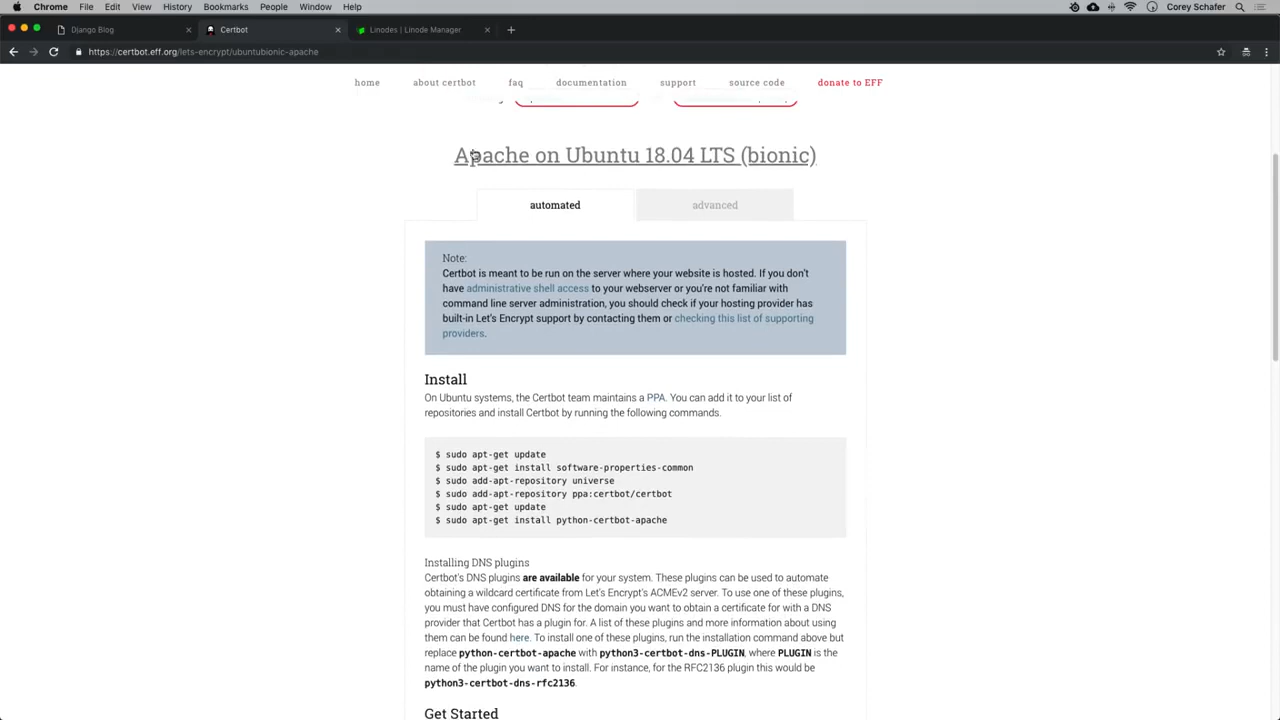 Chrome File Edit View History Bookmarks People Window Help Corey Schafer
Django Blog × Certbot × Linodes | Linode Manager × +
https://certbot.eff.org/lets-encrypt/ubuntubionic-apache
home about certbot faq documentation support source code donate to EFF
Apache on Ubuntu 18.04 LTS (bionic)
automated advanced
Note:
Certbot is meant to be run on the server where your website is hosted. If you don't
have administrative shell access to your webserver or you're not familiar with
command line server administration, you should check if your hosting provider has
built-in Let's Encrypt support by contacting them or checking this list of supporting
providers.
Install
On Ubuntu systems, the Certbot team maintains a PPA. You can add it to your list of
repositories and install Certbot by running the following commands.
$ sudo apt-get update
$ sudo apt-get install software-properties-common
$ sudo add-apt-repository universe
$ sudo add-apt-repository ppa:certbot/certbot
$ sudo apt-get update
$ sudo apt-get install python-certbot-apache
Installing DNS plugins
Certbot's DNS plugins are available for your system. These plugins can be used to automate
obtaining a wildcard certificate from Let's Encrypt's ACMEv2 server. To use one of these plugins,
you must have configured DNS for the domain you want to obtain a certificate for with a DNS
provider that Certbot has a plugin for. A list of these plugins and more information about using
them can be found here. To install one of these plugins, run the installation command above but
replace python-certbot-apache with python3-certbot-dns-PLUGIN, where PLUGIN is the
name of the plugin you want to install. For instance, for the RFC2136 plugin this would be
python3-certbot-dns-rfc2136.
Get Started